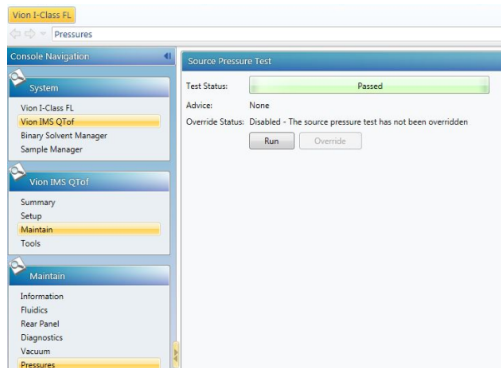 Vion I-Class FL
Pressures
Console Navigation
System
Vion I-Class FL
Vion IMS QTof
Binary Solvent Manager
Sample Manager
Vion IMS QTof
Summary
Setup
Maintain
Tools
Maintain
Information
Fluidics
Rear Panel
Diagnostics
Vacuum
Pressures
Source Pressure Test
Test Status: Passed
Advice: None
Override Status: Disabled - The source pressure test has not been overridden
Run Override